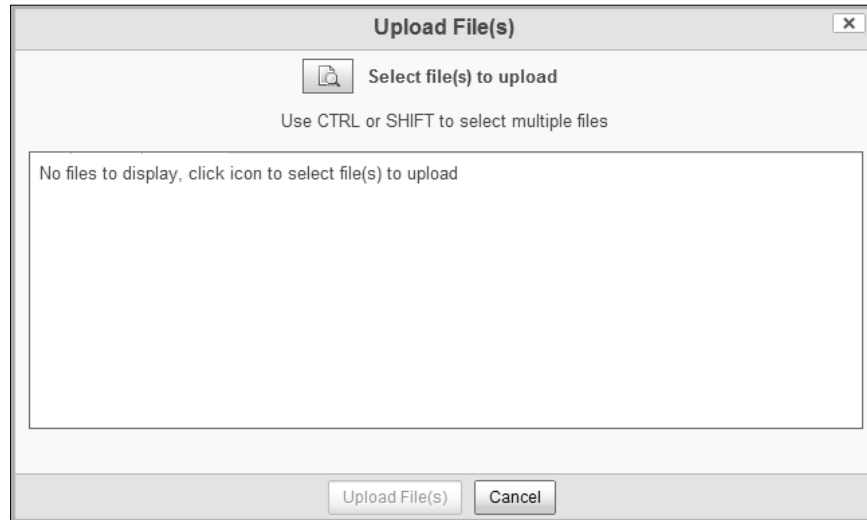 Upload File(s)
Select file(s) to upload
Use CTRL or SHIFT to select multiple files
No files to display, click icon to select file(s) to upload
Upload File(s) Cancel